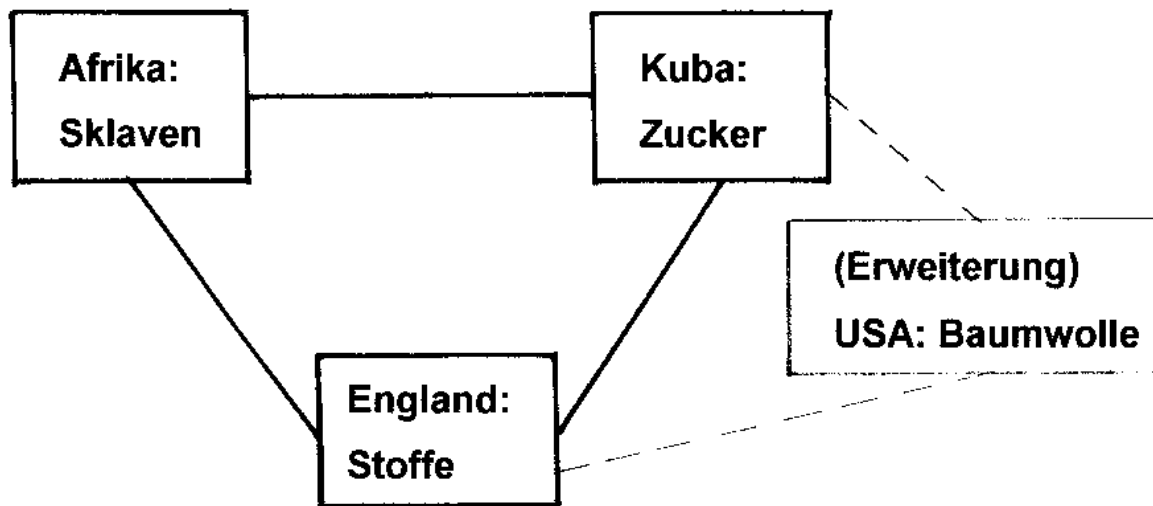 Afrika:
Sklaven
Kuba:
Zucker
(Erweiterung)
USA: Baumwolle
England:
Stoffe